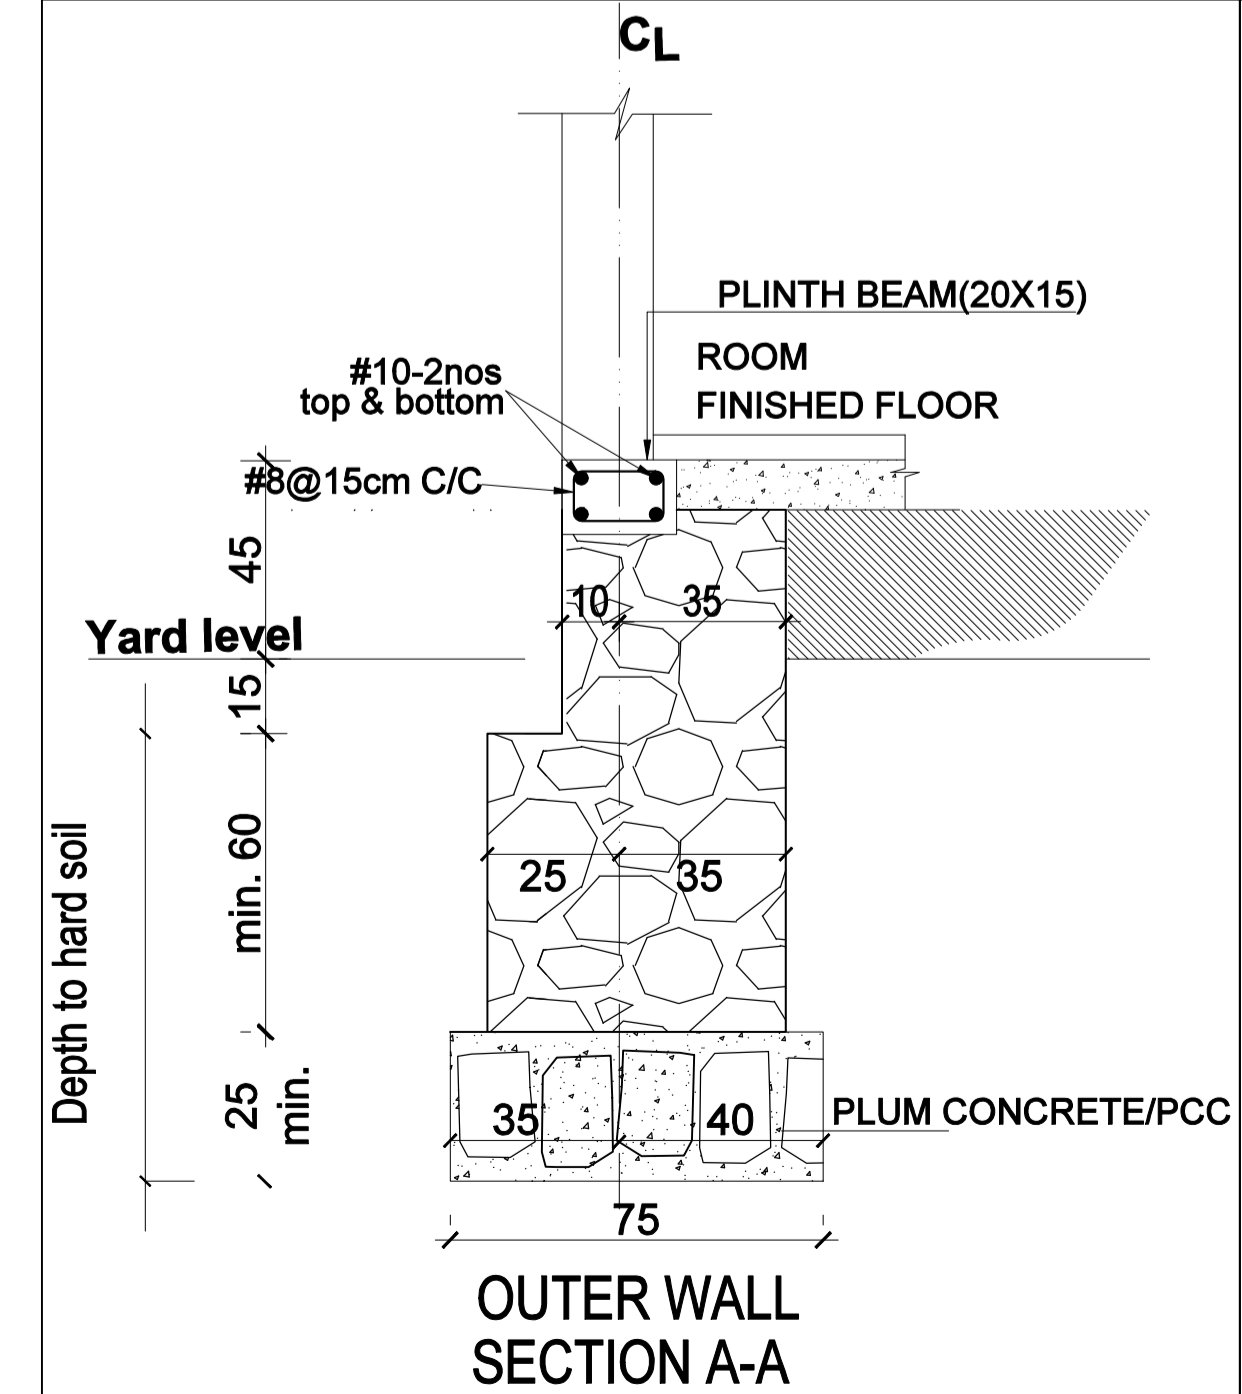 CL
PLINTH BEAM(20X15)
ROOM
FINISHED FLOOR
#10-2nos
top & bottom
#8@15cm C/C
45
10
35
Yard level
15
min. 60
25
35
Depth to hard soil
25
min.
35
40
PLUM CONCRETE/PCC
75
OUTER WALL
SECTION A-A